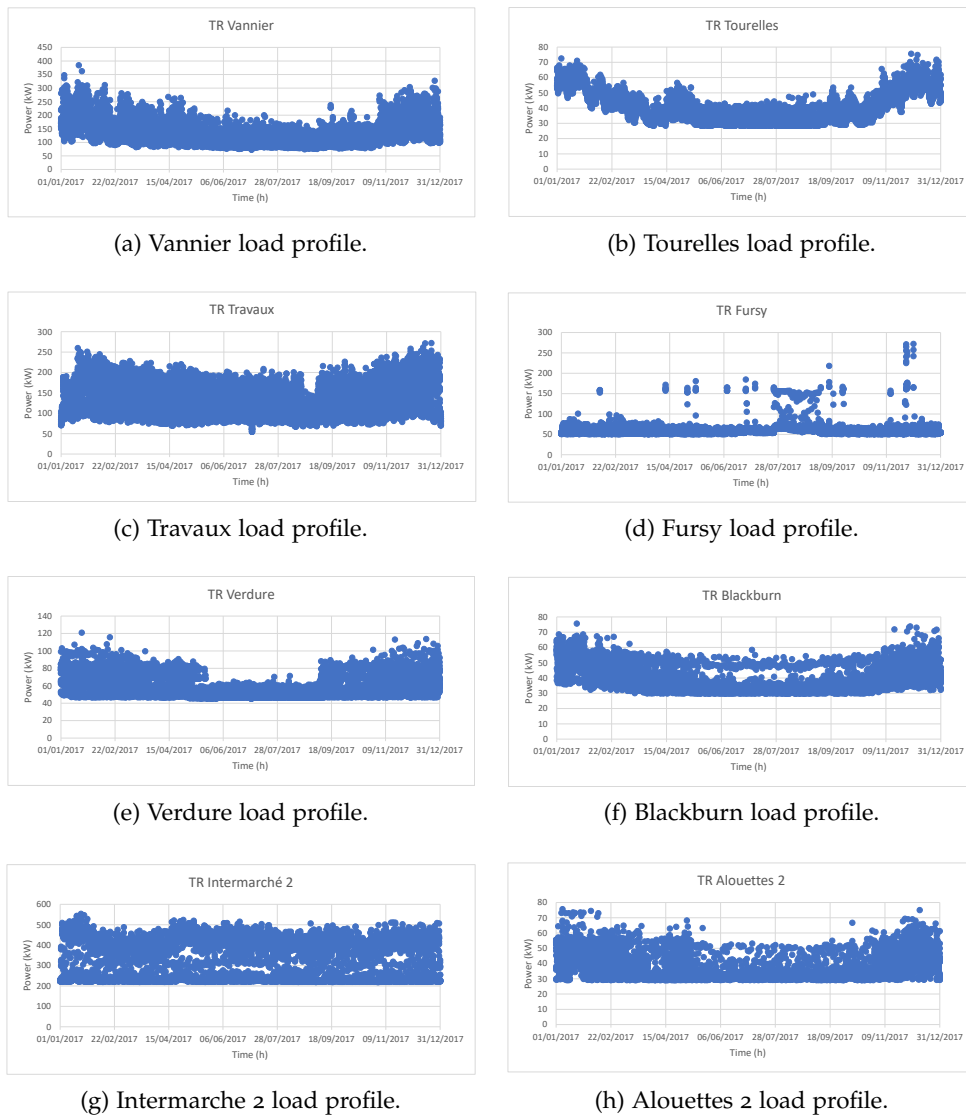 TR Vannier
450
400
350
300
250
200
150
100
50
0
Power (kW)
01/01/2017 22/02/2017 15/04/2017 06/06/2017 28/07/2017 18/09/2017 09/11/2017 31/12/2017
Time (h)
(a) Vannier load profile.
TR Tourelles
80
70
60
50
40
30
20
10
0
Power (kW)
01/01/2017 22/02/2017 15/04/2017 06/06/2017 28/07/2017 18/09/2017 09/11/2017 31/12/2017
Time (h)
(b) Tourelles load profile.
TR Travaux
300
250
200
150
100
50
0
Power (kW)
01/01/2017 22/02/2017 15/04/2017 06/06/2017 28/07/2017 18/09/2017 09/11/2017 31/12/2017
Time (h)
(c) Travaux load profile.
TR Fursy
300
250
200
150
100
50
0
Power (kW)
01/01/2017 22/02/2017 15/04/2017 06/06/2017 28/07/2017 18/09/2017 09/11/2017 31/12/2017
Time (h)
(d) Fursy load profile.
TR Verdure
140
120
100
80
60
40
20
0
Power (kW)
01/01/2017 22/02/2017 15/04/2017 06/06/2017 28/07/2017 18/09/2017 09/11/2017 31/12/2017
Time (h)
(e) Verdure load profile.
TR Blackburn
80
70
60
50
40
30
20
10
0
Power (kW)
01/01/2017 22/02/2017 15/04/2017 06/06/2017 28/07/2017 18/09/2017 09/11/2017 31/12/2017
Time (h)
(f) Blackburn load profile.
TR Intermarché 2
600
500
400
300
200
100
0
Power (kW)
01/01/2017 22/02/2017 15/04/2017 06/06/2017 28/07/2017 18/09/2017 09/11/2017 31/12/2017
Time (h)
(g) Intermarche 2 load profile.
TR Alouettes 2
80
70
60
50
40
30
20
10
0
Power (kW)
01/01/2017 22/02/2017 15/04/2017 06/06/2017 28/07/2017 18/09/2017 09/11/2017 31/12/2017
Time (h)
(h) Alouettes 2 load profile.